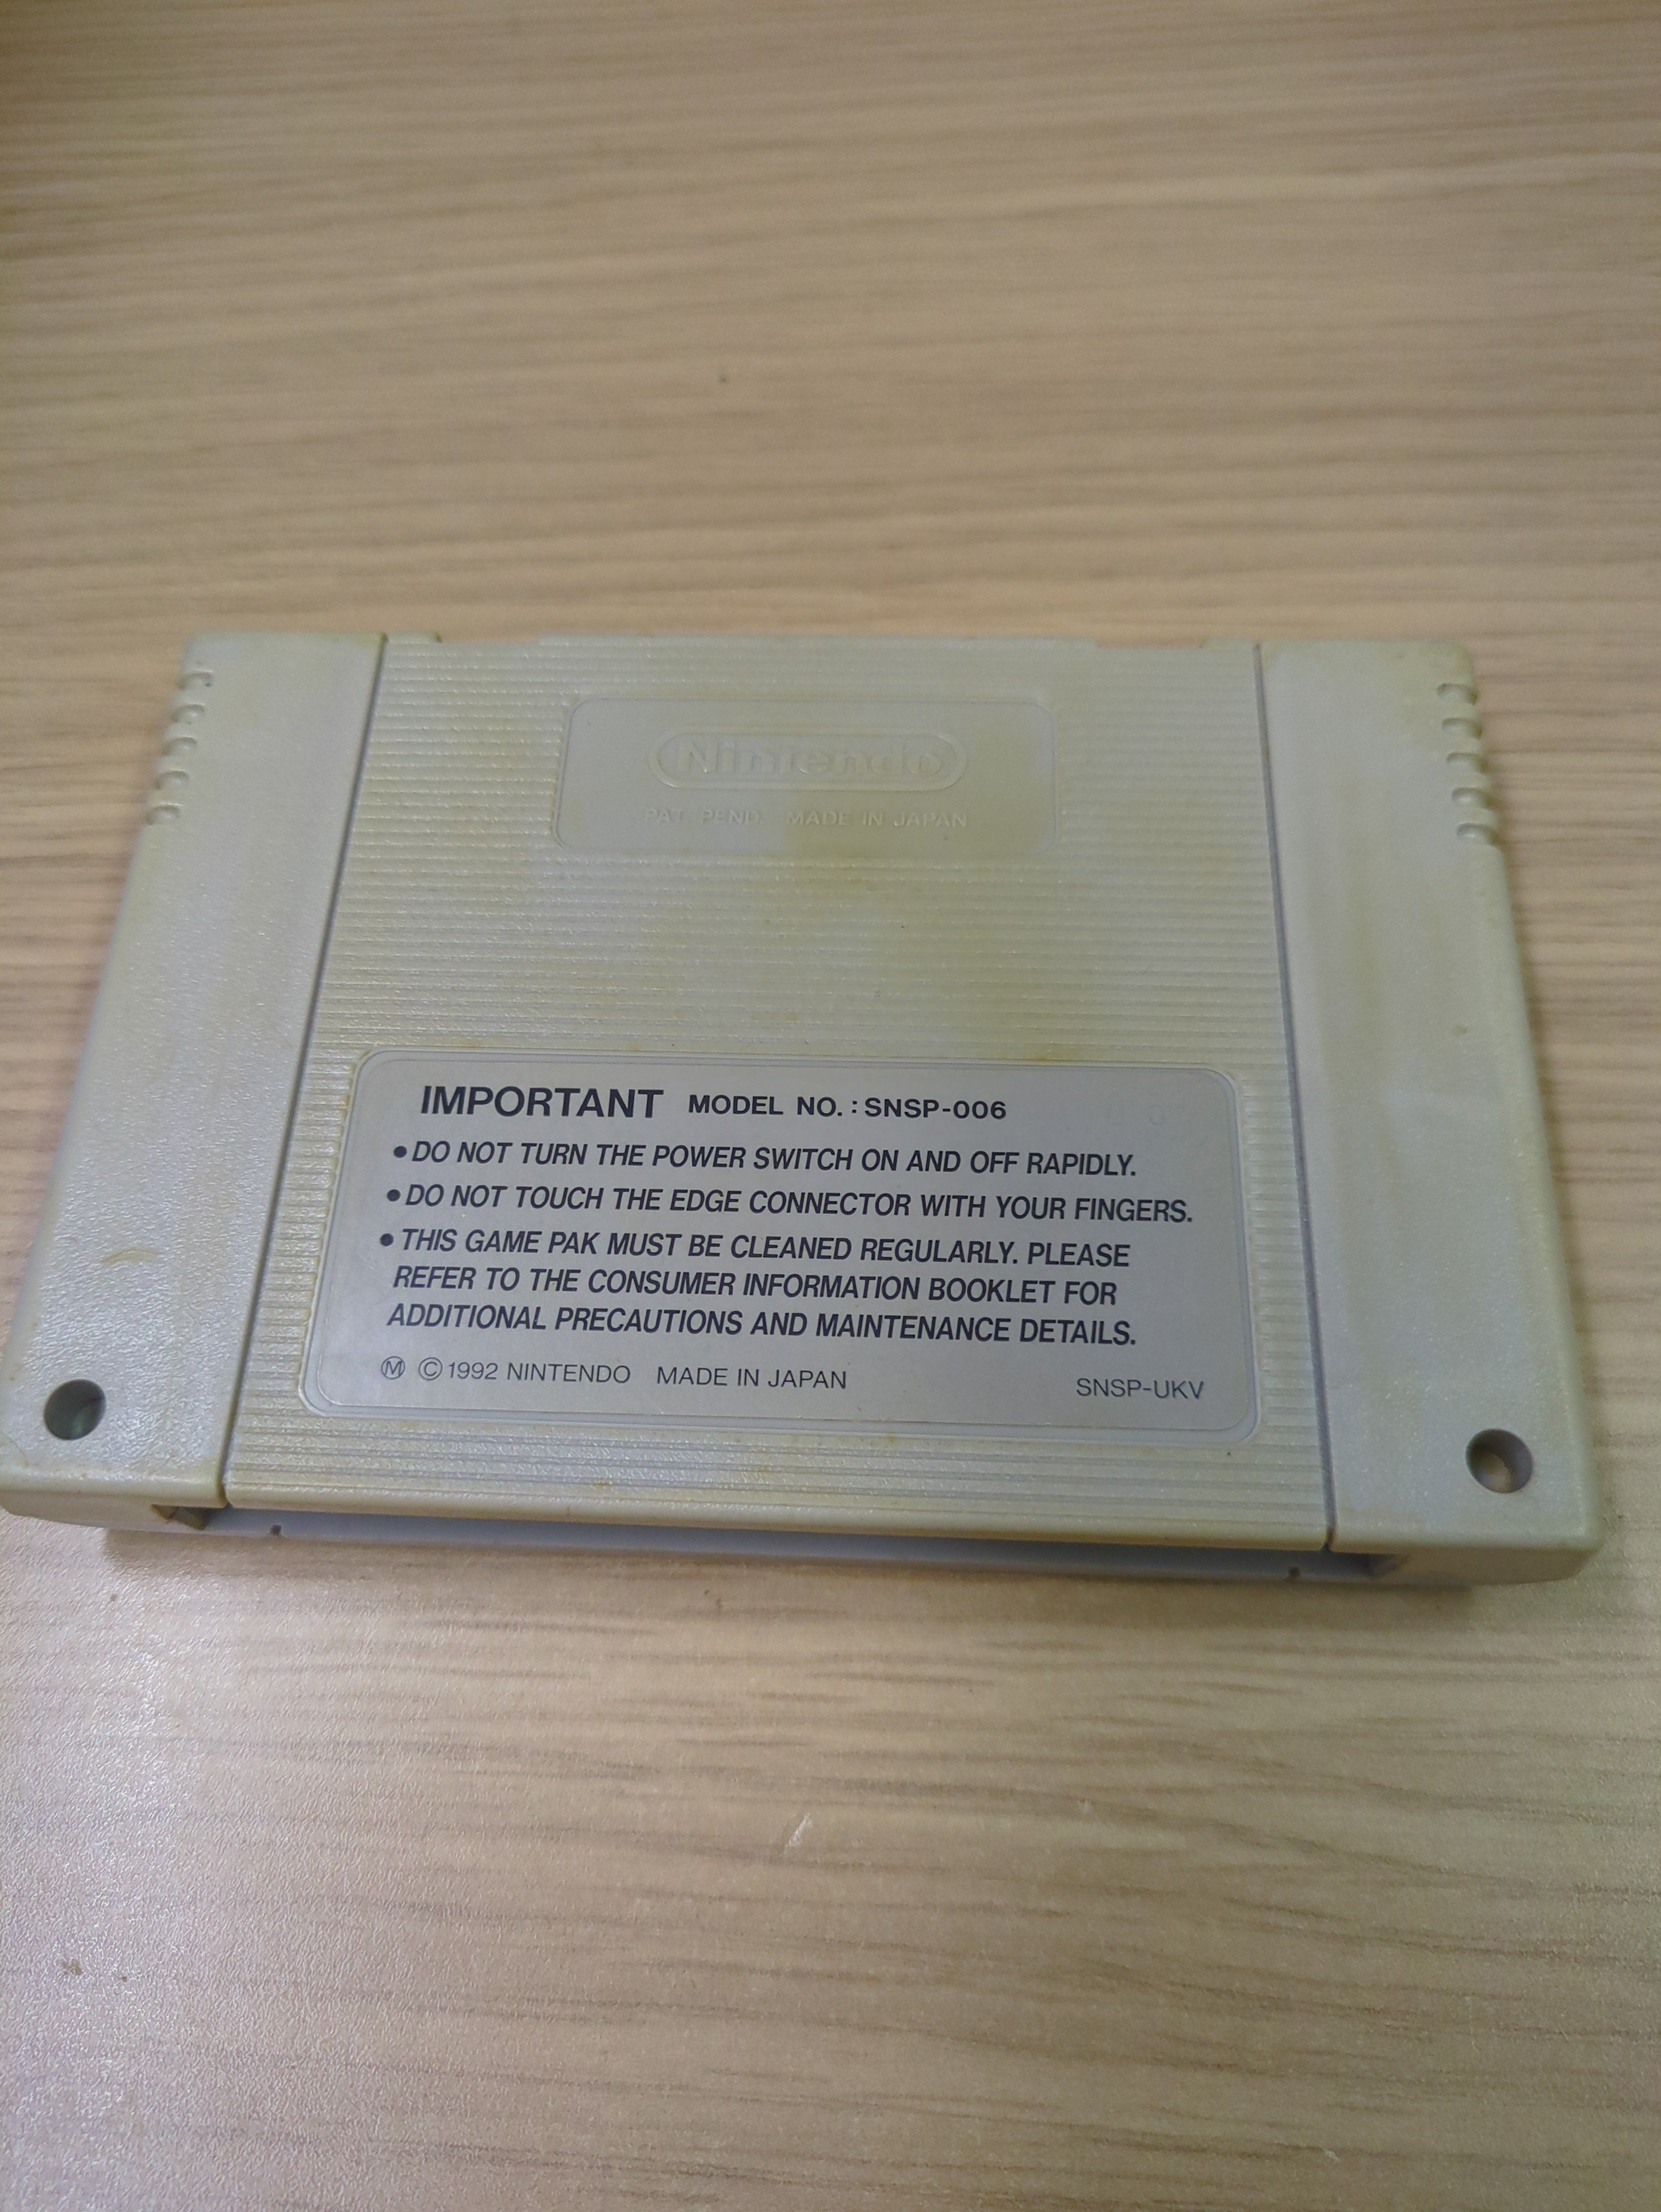 Nintendo
PAT. PEND. MADE IN JAPAN
IMPORTANT MODEL NO. : SNSP-006
● DO NOT TURN THE POWER SWITCH ON AND OFF RAPIDLY.
● DO NOT TOUCH THE EDGE CONNECTOR WITH YOUR FINGERS.
● THIS GAME PAK MUST BE CLEANED REGULARLY. PLEASE
REFER TO THE CONSUMER INFORMATION BOOKLET FOR
ADDITIONAL PRECAUTIONS AND MAINTENANCE DETAILS.
Ⓜ ©1992 NINTENDO MADE IN JAPAN SNSP-UKV